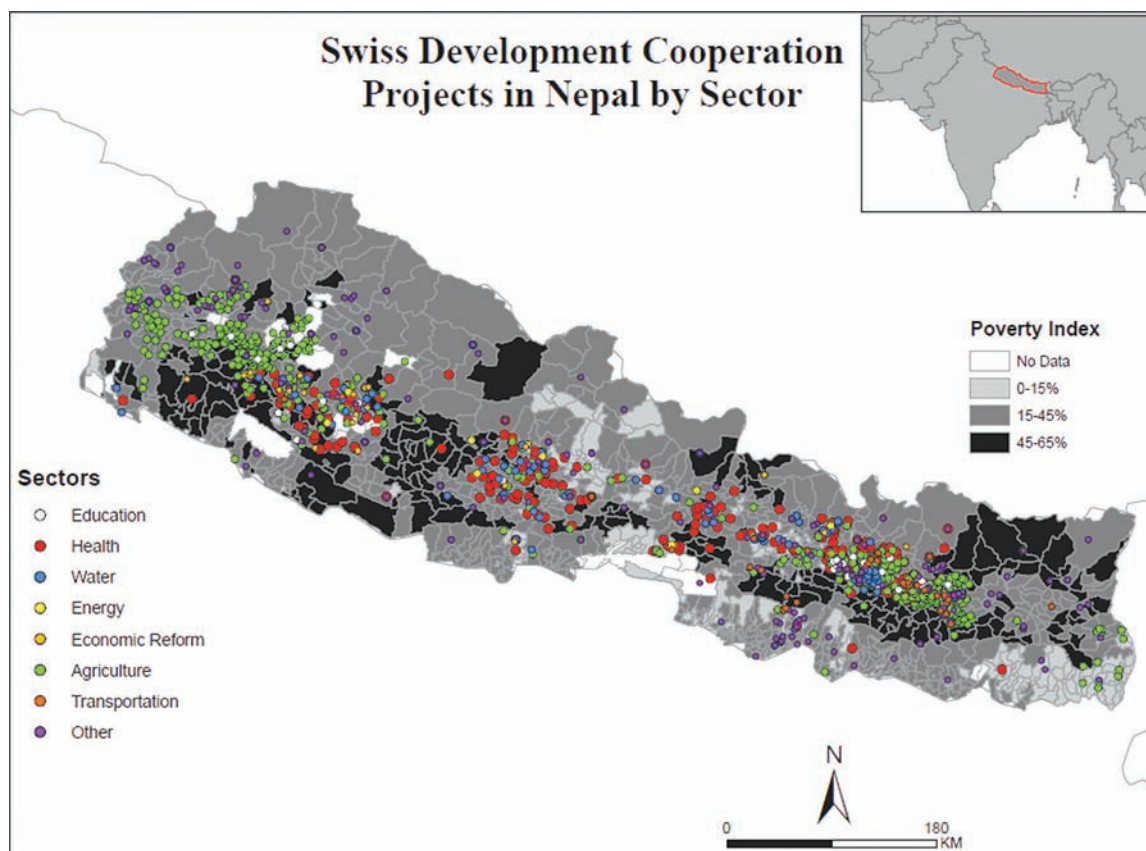 Swiss Development Cooperation
Projects in Nepal by Sector
Poverty Index
No Data
0-15%
15-45%
45-65%
Sectors
Education
Health
Water
Energy
Economic Reform
Agriculture
Transportation
Other
N
0 180
KM